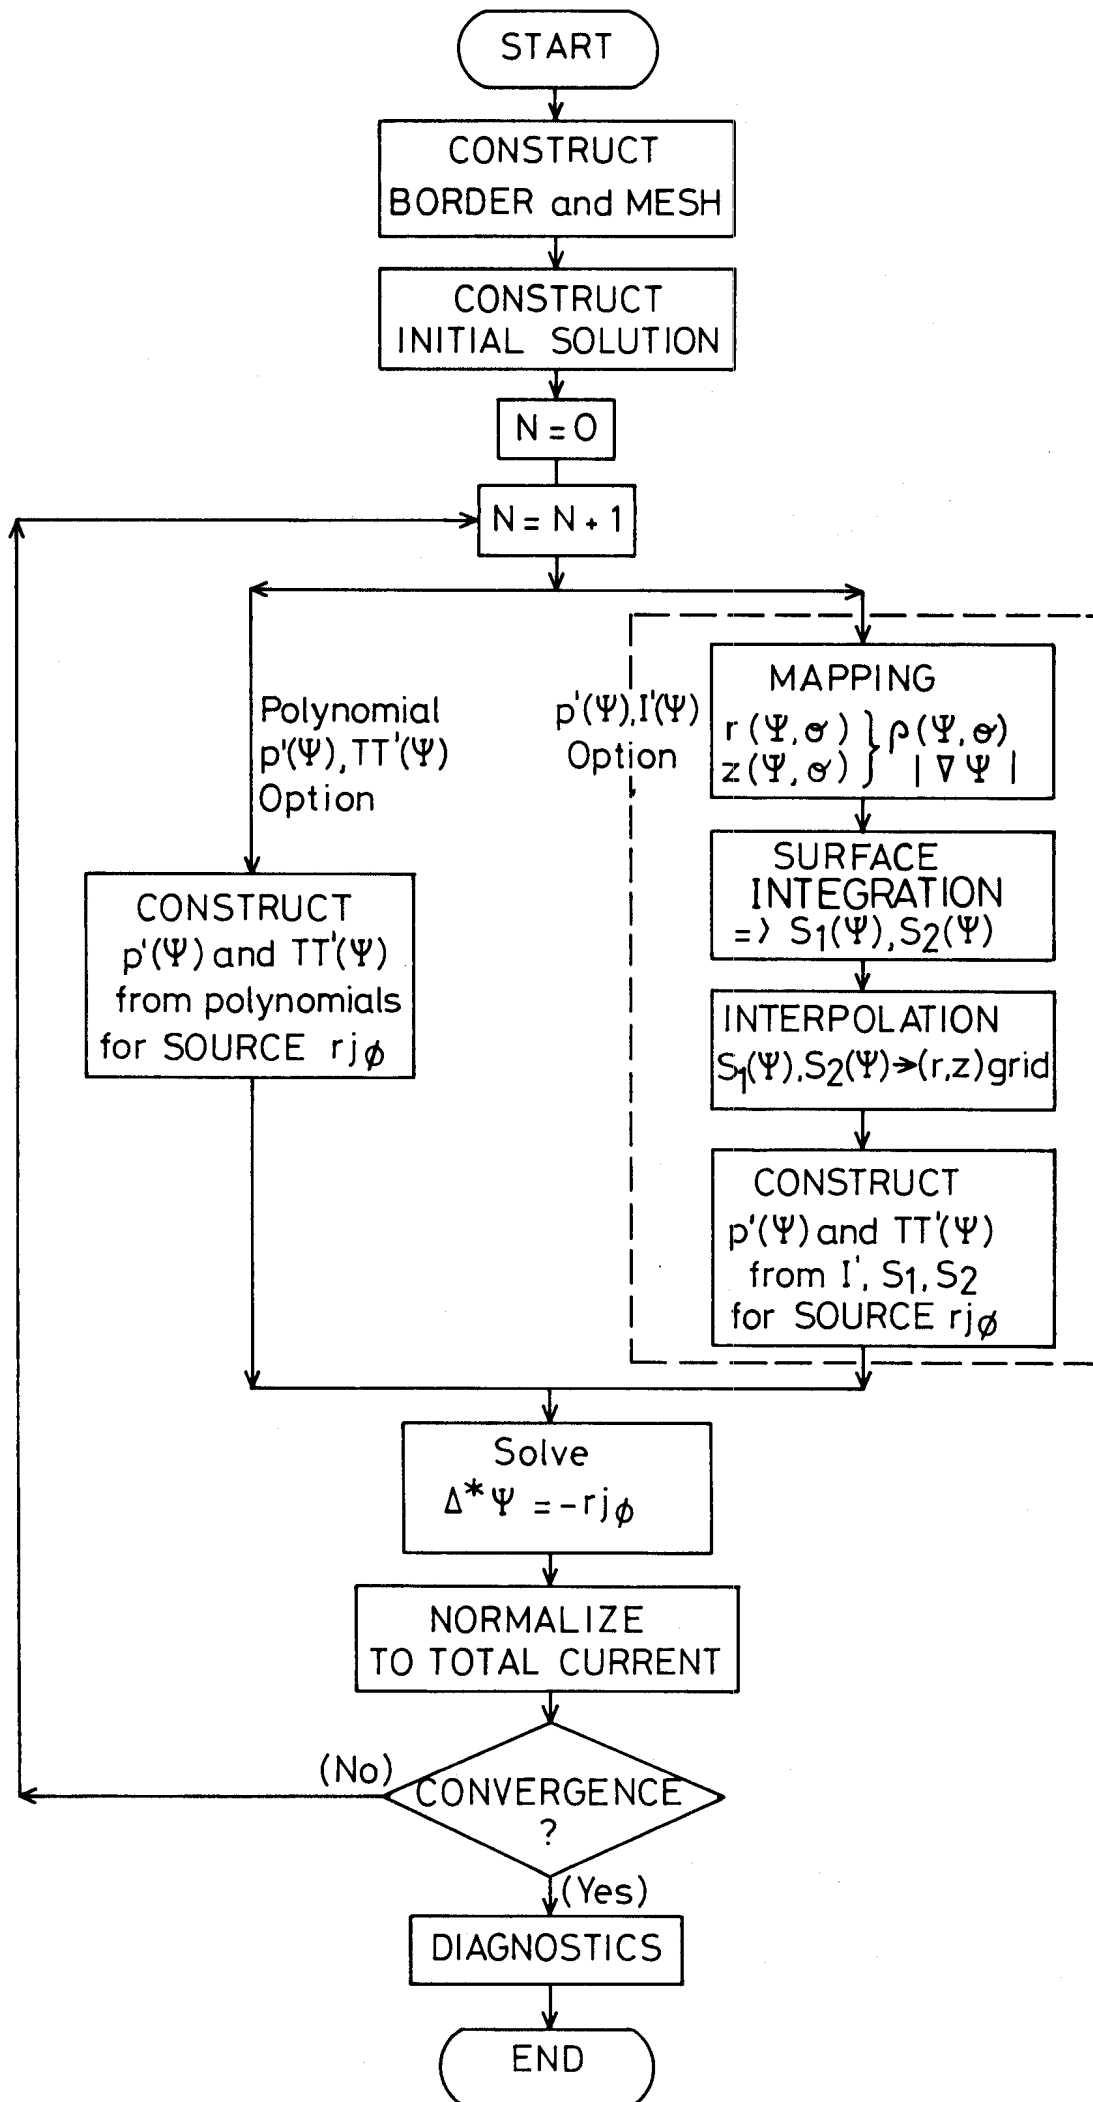 START
CONSTRUCT
BORDER and MESH
CONSTRUCT
INITIAL SOLUTION
N = 0
N = N + 1
Polynomial
p'(Ψ), TT'(Ψ)
Option
CONSTRUCT
p'(Ψ) and TT'(Ψ)
from polynomials
for SOURCE rjϕ
p'(Ψ), I'(Ψ)
Option
MAPPING
r (Ψ, σ) } ρ(Ψ, σ)
z (Ψ, σ) } | ∇ Ψ |
SURFACE
INTEGRATION
=> S₁(Ψ), S₂(Ψ)
INTERPOLATION
S₁(Ψ), S₂(Ψ)→(r,z) grid
CONSTRUCT
p'(Ψ) and TT'(Ψ)
from I', S₁, S₂
for SOURCE rjϕ
Solve
Δ* Ψ = -rjϕ
NORMALIZE
TO TOTAL CURRENT
(No)
CONVERGENCE
?
(Yes)
DIAGNOSTICS
END